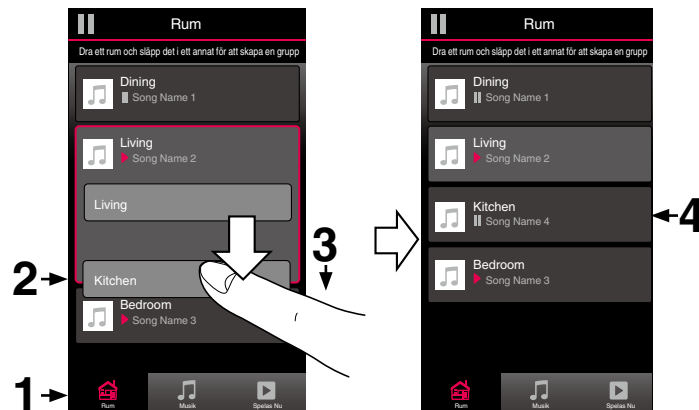 Rum
Dra ett rum och släpp det i ett annat för att skapa en grupp
Dining
Song Name 1
Living
Song Name 2
Living
Kitchen
Bedroom
Song Name 3
Rum
Musik
Spelas Nu
1
2
3
Rum
Dra ett rum och släpp det i ett annat för att skapa en grupp
Dining
Song Name 1
Living
Song Name 2
Kitchen
Song Name 4
Bedroom
Song Name 3
Rum
Musik
Spelas Nu
4